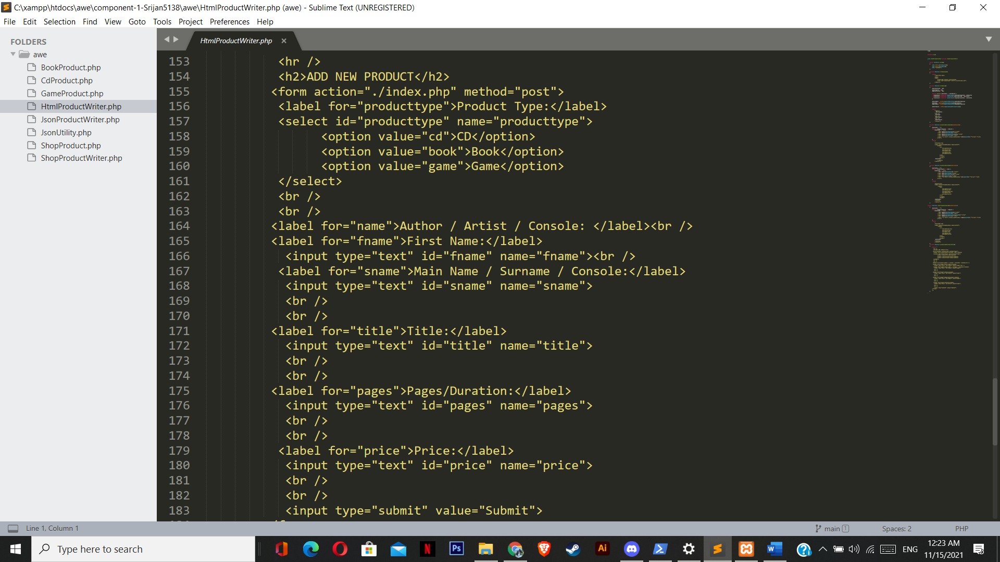 C:\xampp\htdocs\awe\component-1-Srijan5138\awe\HtmlProductWriter.php (awe) - Sublime Text (UNREGISTERED)
File Edit Selection Find View Goto Tools Project Preferences Help
FOLDERS
awe
BookProduct.php
CdProduct.php
GameProduct.php
HtmlProductWriter.php
JsonProductWriter.php
JsonUtility.php
ShopProduct.php
ShopProductWriter.php
HtmlProductWriter.php
153 <hr />
154 <h2>ADD NEW PRODUCT</h2>
155 <form action="./index.php" method="post">
156 <label for="producttype">Product Type:</label>
157 <select id="producttype" name="producttype">
158 <option value="cd">CD</option>
159 <option value="book">Book</option>
160 <option value="game">Game</option>
161 </select>
162 <br />
163 <br />
164 <label for="name">Author / Artist / Console: </label><br />
165 <label for="fname">First Name:</label>
166 <input type="text" id="fname" name="fname"><br />
167 <label for="sname">Main Name / Surname / Console:</label>
168 <input type="text" id="sname" name="sname">
169 <br />
170 <br />
171 <label for="title">Title:</label>
172 <input type="text" id="title" name="title">
173 <br />
174 <br />
175 <label for="pages">Pages/Duration:</label>
176 <input type="text" id="pages" name="pages">
177 <br />
178 <br />
179 <label for="price">Price:</label>
180 <input type="text" id="price" name="price">
181 <br />
182 <br />
183 <input type="submit" value="Submit">
Line 1, Column 1
main 1
Spaces: 2
PHP
Type here to search
N
Ps
Ai
W
ENG
12:23 AM
11/15/2021